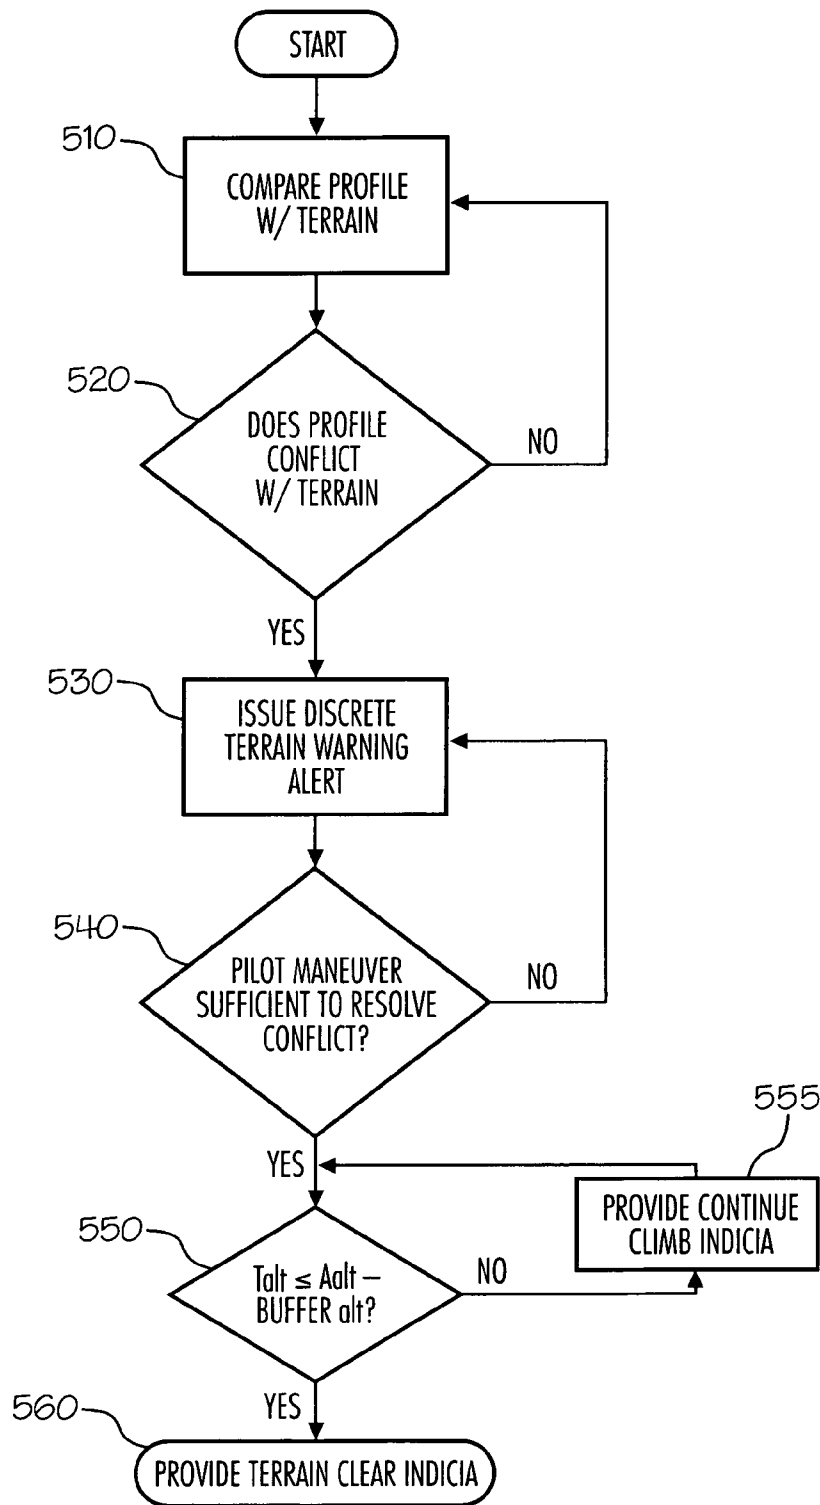 START
510
COMPARE PROFILE
W/ TERRAIN
520
DOES PROFILE
CONFLICT
W/ TERRAIN
NO
YES
530
ISSUE DISCRETE
TERRAIN WARNING
ALERT
540
PILOT MANEUVER
SUFFICIENT TO RESOLVE
CONFLICT?
NO
YES
555
PROVIDE CONTINUE
CLIMB INDICIA
550
Talt ≤ Aalt –
BUFFER alt?
NO
YES
560
PROVIDE TERRAIN CLEAR INDICIA